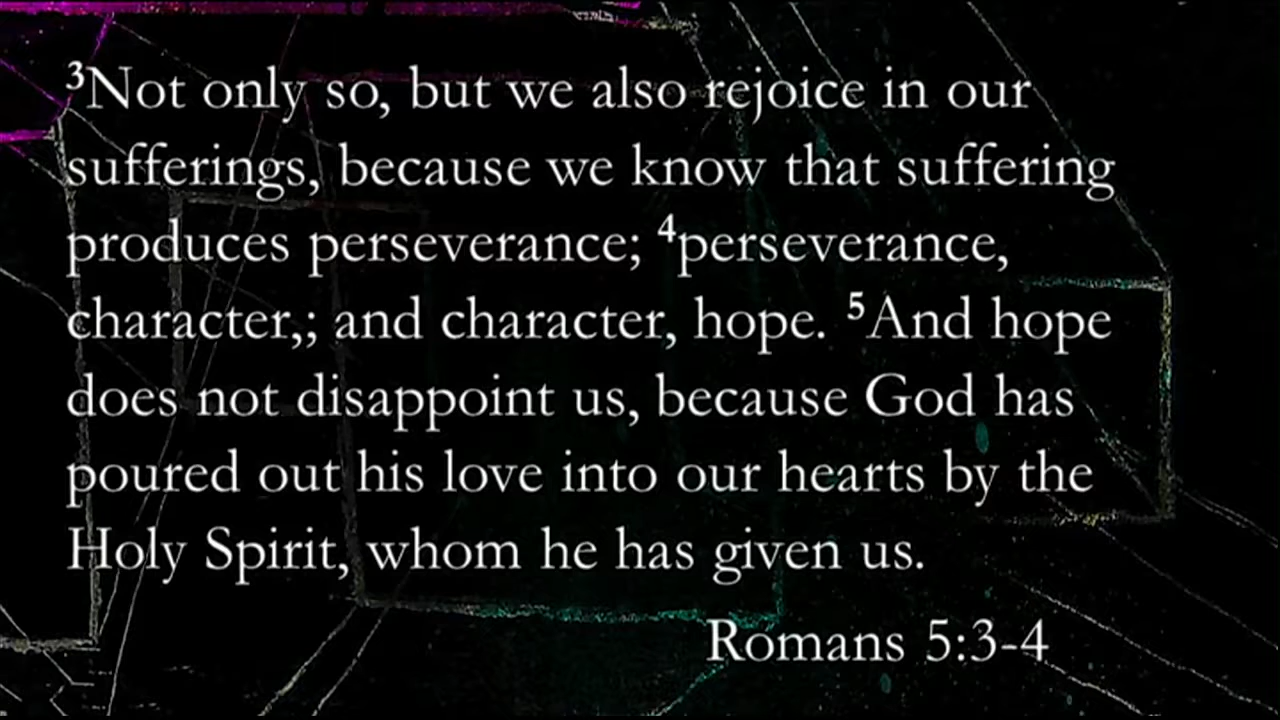 ³Not only so, but we also rejoice in our
sufferings, because we know that suffering
produces perseverance; ⁴perseverance,
character,; and character, hope. ⁵And hope
does not disappoint us, because God has
poured out his love into our hearts by the
Holy Spirit, whom he has given us.
Romans 5:3-4